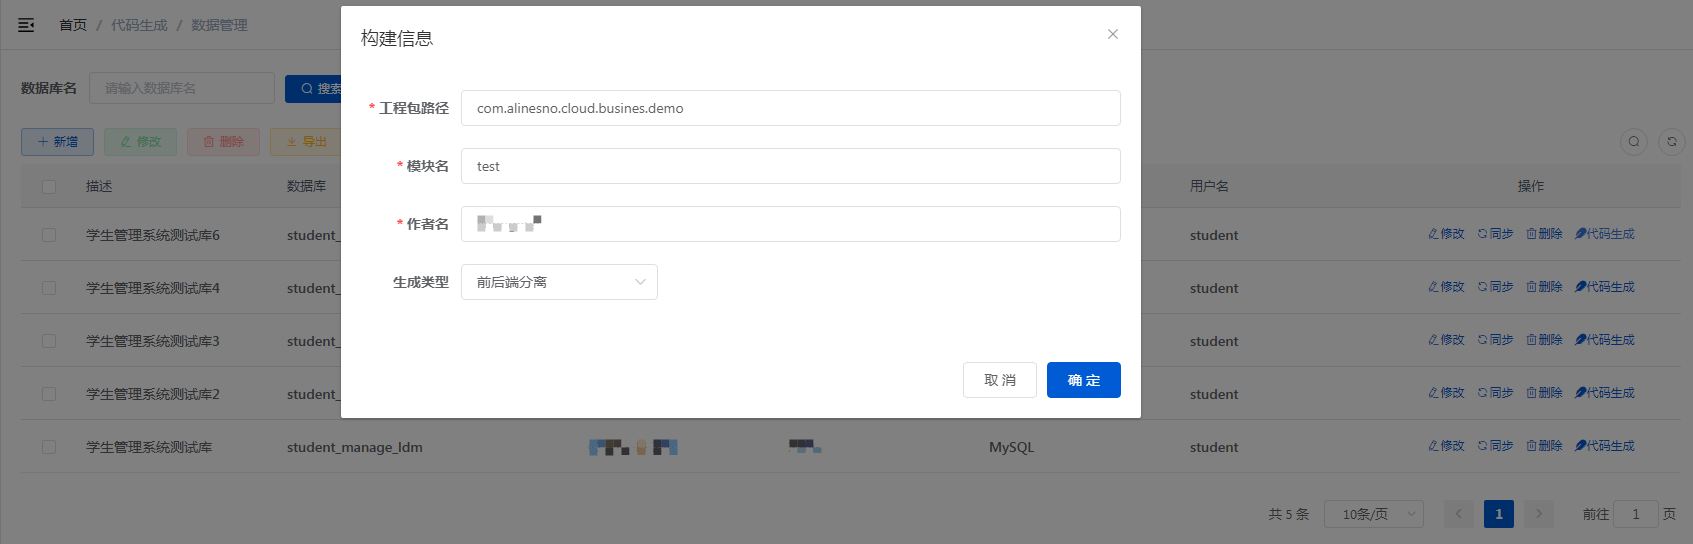 首页 / 代码生成 / 数据管理
构建信息
数据库名 请输入数据库名 搜索
* 工程包路径 com.alinesno.cloud.busines.demo
新增 修改 删除 导出
* 模块名 test
描述 数据库 用户名 操作
* 作者名
学生管理系统测试库6 student_ student 修改 同步 删除 代码生成
生成类型 前后端分离
学生管理系统测试库4 student_ student 修改 同步 删除 代码生成
学生管理系统测试库3 student_ student 修改 同步 删除 代码生成
取 消 确 定
学生管理系统测试库2 student_ student 修改 同步 删除 代码生成
学生管理系统测试库 student_manage_ldm MySQL student 修改 同步 删除 代码生成
共 5 条 10条/页 1 前往 1 页